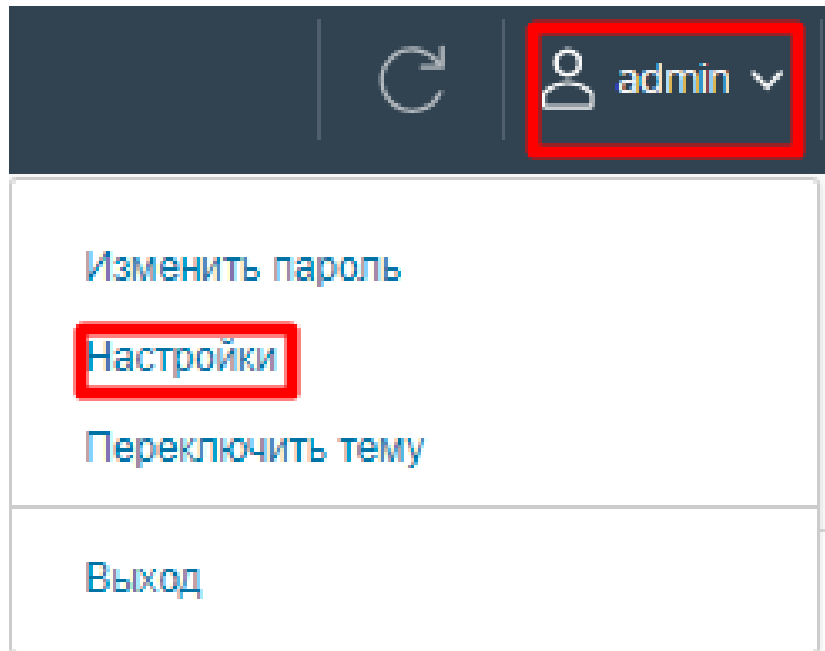 admin
Изменить пароль
Настройки
Переключить тему
Выход